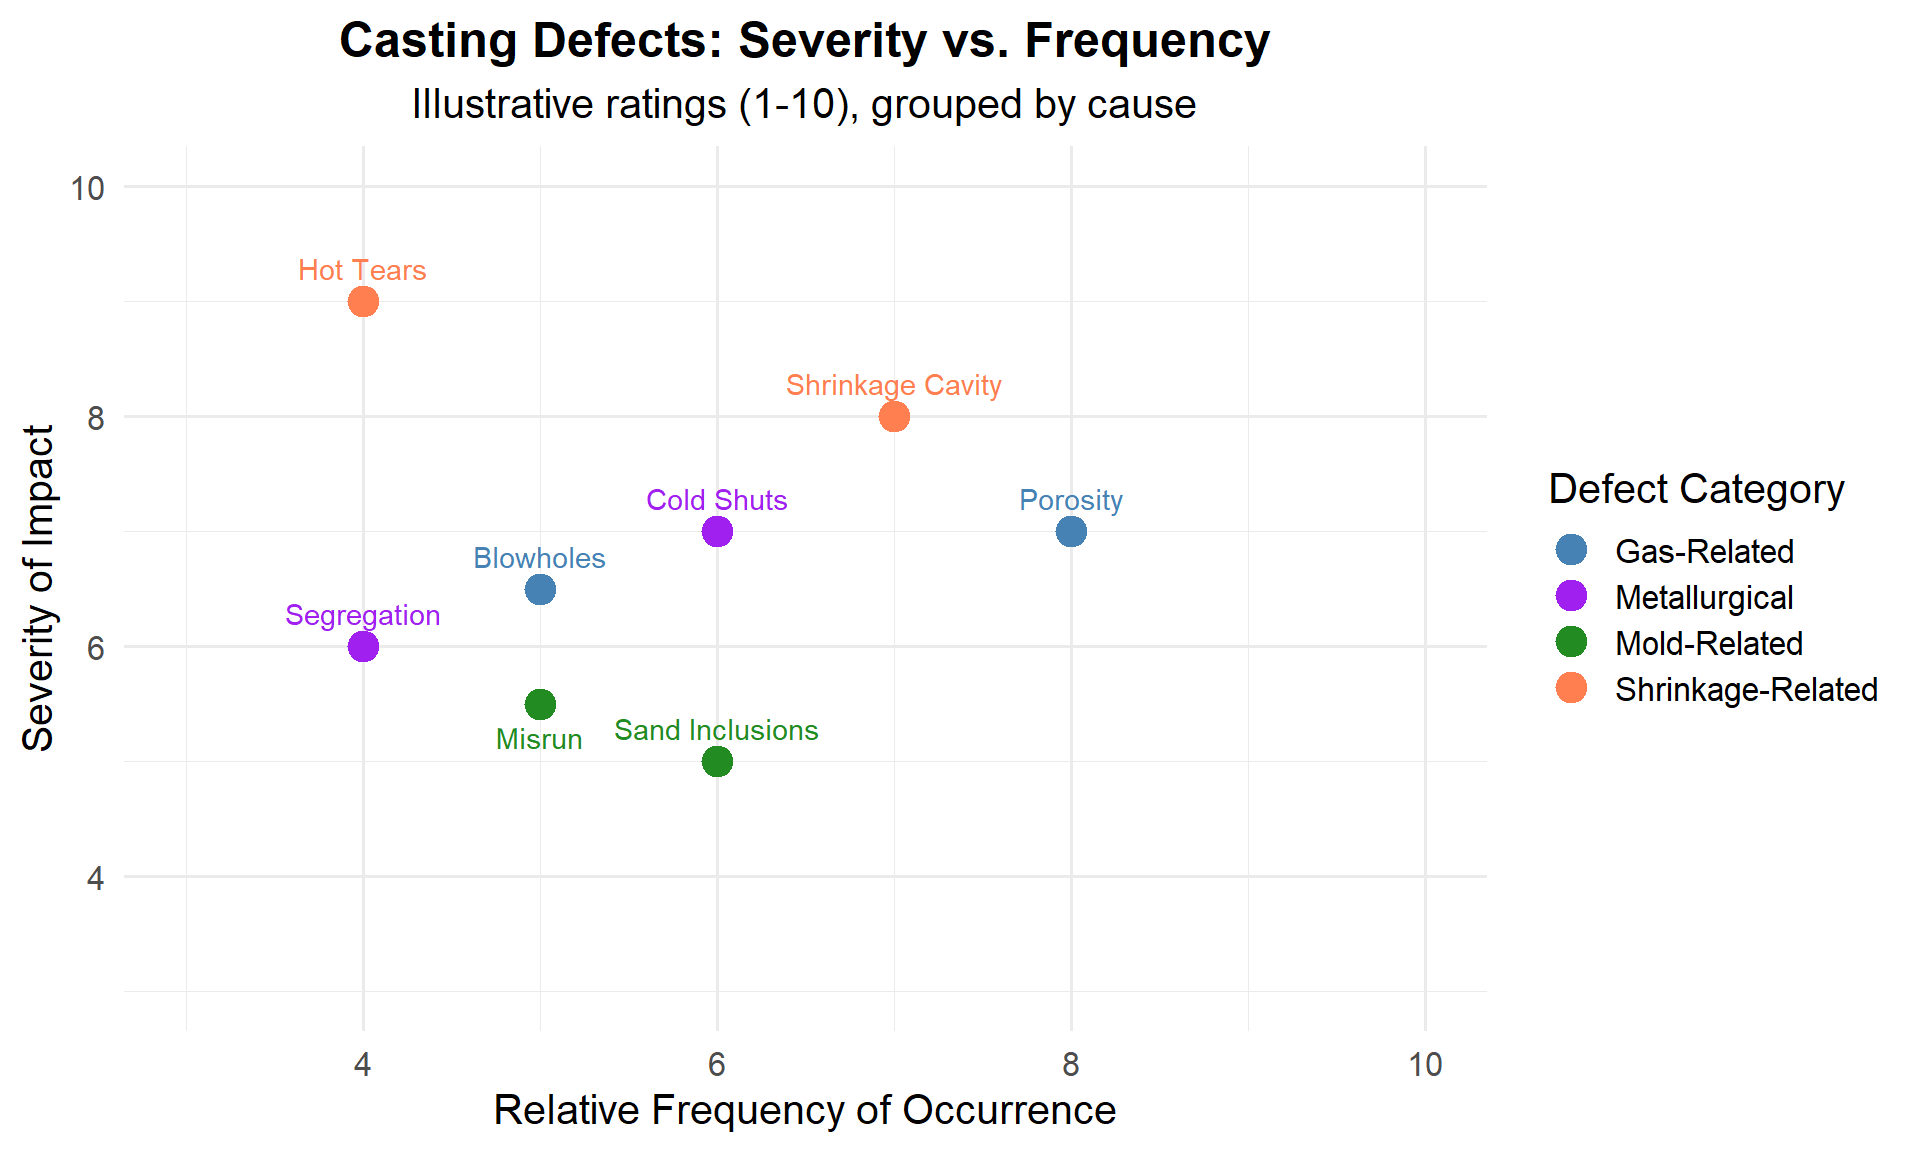 Casting Defects: Severity vs. Frequency
Illustrative ratings (1-10), grouped by cause
10
8
6
4
Severity of Impact
Hot Tears
Shrinkage Cavity
Cold Shuts
Porosity
Blowholes
Segregation
Misrun
Sand Inclusions
4
6
8
10
Relative Frequency of Occurrence
Defect Category
Gas-Related
Metallurgical
Mold-Related
Shrinkage-Related